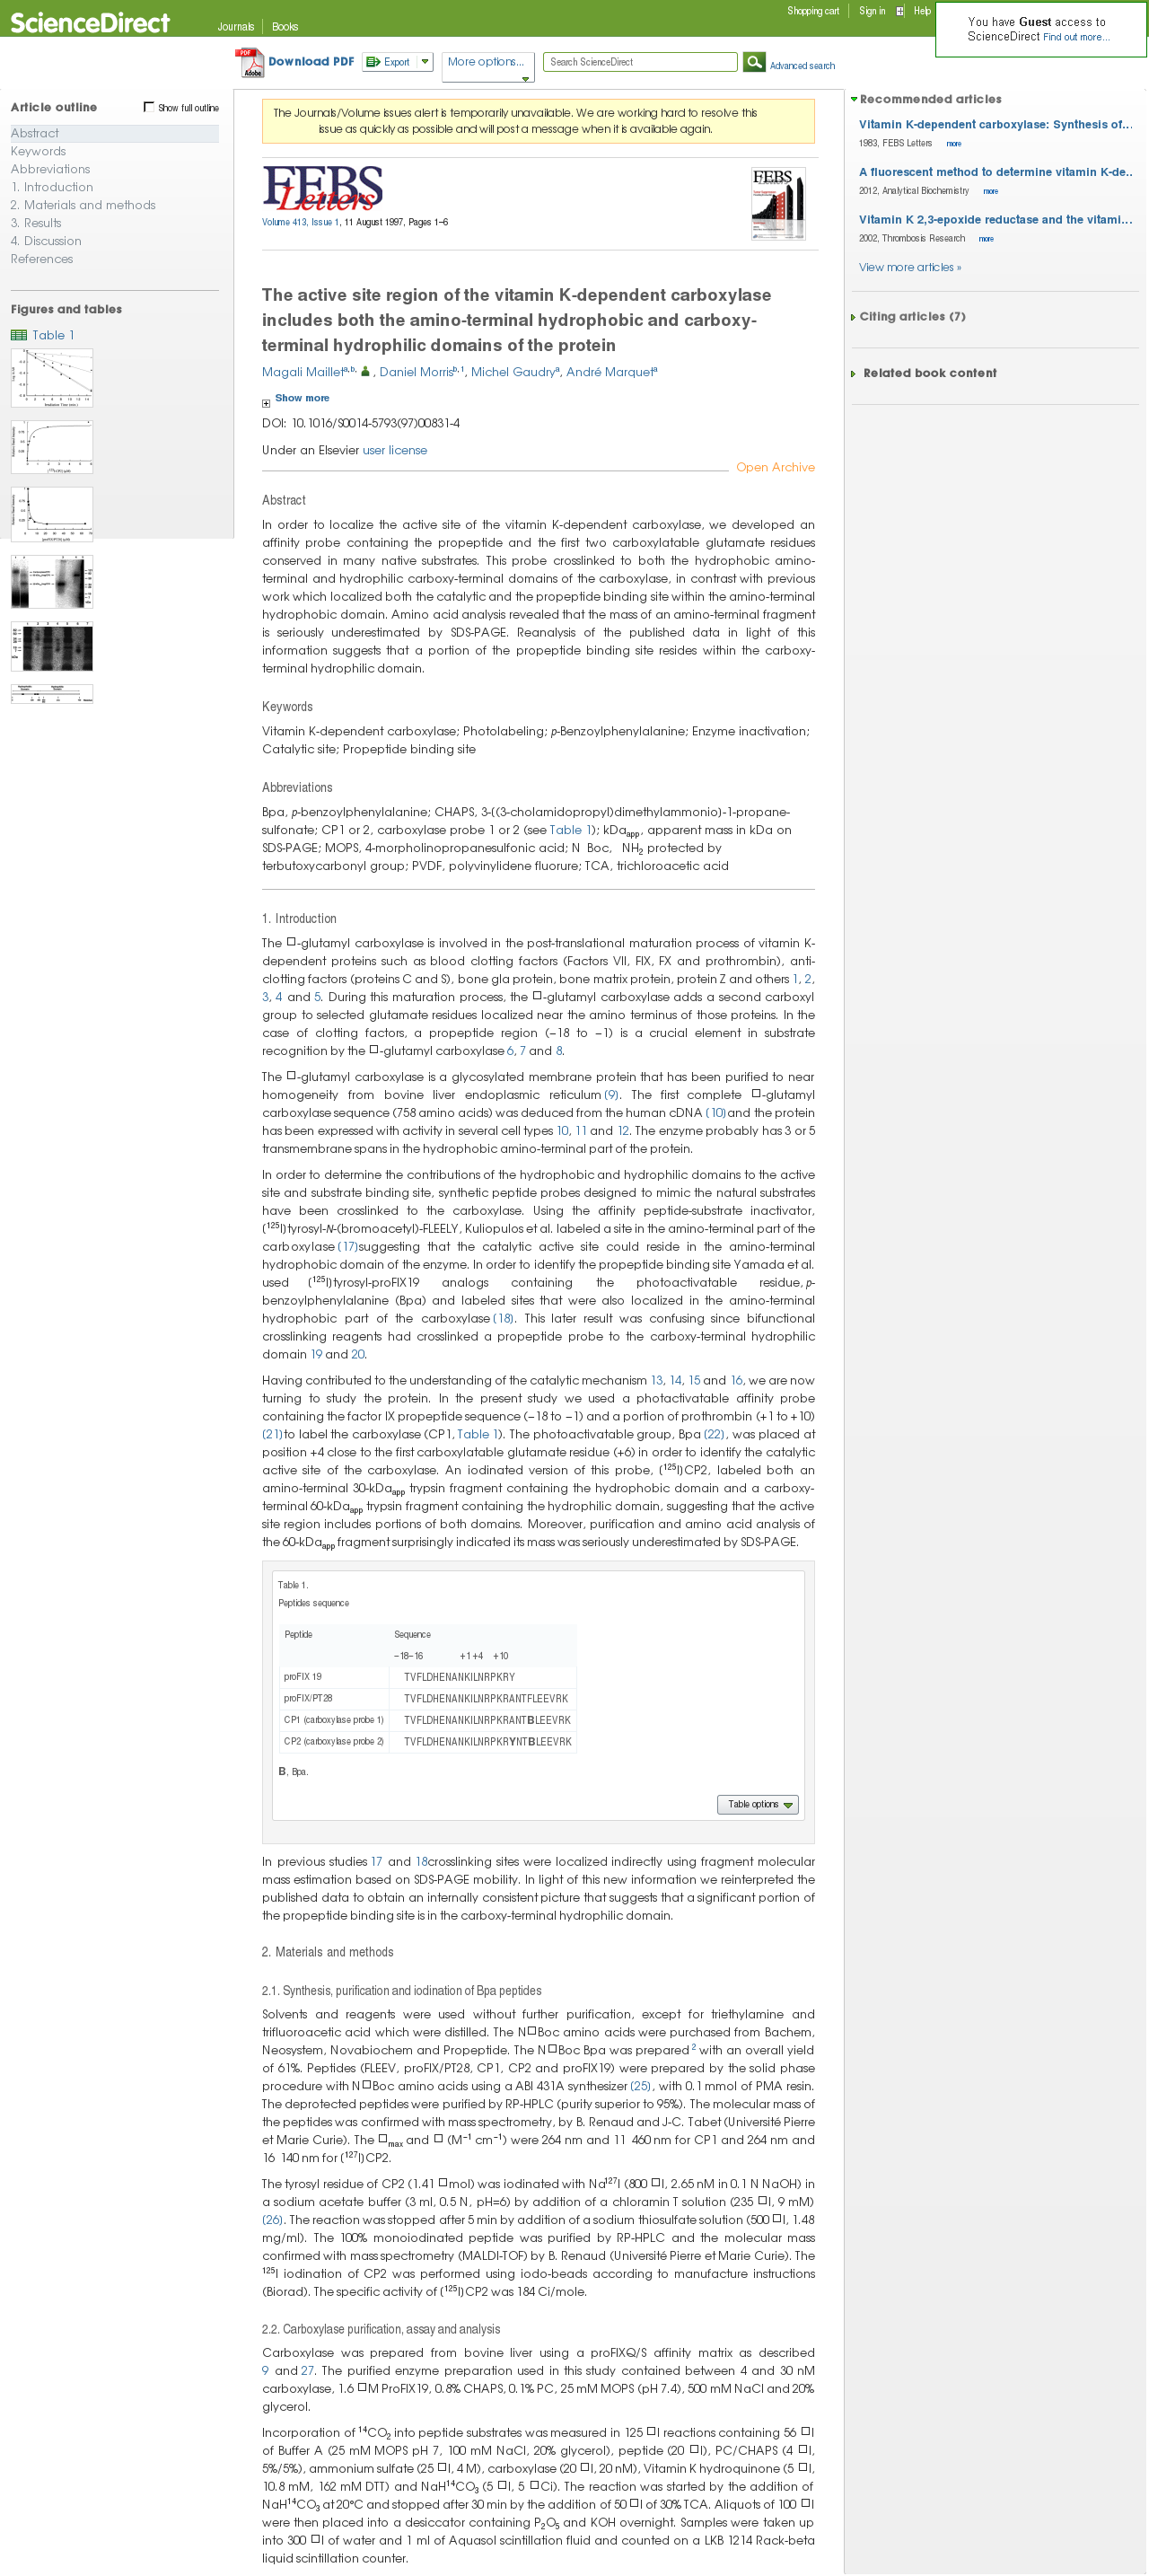 ScienceDirect
Journals
Books
Shopping cart
Sign in
Help
You have Guest access to
ScienceDirect Find out more...
Download PDF
Export
More options...
Search ScienceDirect
Advanced search
Article outline
Show full outline
Abstract
Keywords
Abbreviations
1. Introduction
2. Materials and methods
3. Results
4. Discussion
References
Figures and tables
Table 1
The Journals/Volume issues alert is temporarily unavailable. We are working hard to resolve this
issue as quickly as possible and will post a message when it is available again.
FEBS
Letters
Volume 413, Issue 1, 11 August 1997, Pages 1–6
The active site region of the vitamin K-dependent carboxylase
includes both the amino-terminal hydrophobic and carboxy-
terminal hydrophilic domains of the protein
Magali Mailleta,b, , Daniel Morrisb,1, Michel Gaudrya, André Marqueta
Show more
DOI: 10.1016/S0014-5793(97)00831-4
Under an Elsevier user license
Open Archive
Abstract
In order to localize the active site of the vitamin K-dependent carboxylase, we developed an
affinity probe containing the propeptide and the first two carboxylatable glutamate residues
conserved in many native substrates. This probe crosslinked to both the hydrophobic amino-
terminal and hydrophilic carboxy-terminal domains of the carboxylase, in contrast with previous
work which localized both the catalytic and the propeptide binding site within the amino-terminal
hydrophobic domain. Amino acid analysis revealed that the mass of an amino-terminal fragment
is seriously underestimated by SDS-PAGE. Reanalysis of the published data in light of this
information suggests that a portion of the propeptide binding site resides within the carboxy-
terminal hydrophilic domain.
Keywords
Vitamin K-dependent carboxylase; Photolabeling; p-Benzoylphenylalanine; Enzyme inactivation;
Catalytic site; Propeptide binding site
Abbreviations
Bpa, p-benzoylphenylalanine; CHAPS, 3-[(3-cholamidopropyl)dimethylammonio]-1-propane-
sulfonate; CP1 or 2, carboxylase probe 1 or 2 (see Table 1); kDaapp, apparent mass in kDa on
SDS-PAGE; MOPS, 4-morpholinopropanesulfonic acid; N Boc, NH2 protected by
terbutoxycarbonyl group; PVDF, polyvinylidene fluorure; TCA, trichloroacetic acid
1. Introduction
The □-glutamyl carboxylase is involved in the post-translational maturation process of vitamin K-
dependent proteins such as blood clotting factors (Factors VII, FIX, FX and prothrombin), anti-
clotting factors (proteins C and S), bone gla protein, bone matrix protein, protein Z and others 1, 2,
3, 4 and 5. During this maturation process, the □-glutamyl carboxylase adds a second carboxyl
group to selected glutamate residues localized near the amino terminus of those proteins. In the
case of clotting factors, a propeptide region (−18 to −1) is a crucial element in substrate
recognition by the □-glutamyl carboxylase 6, 7 and 8.
The □-glutamyl carboxylase is a glycosylated membrane protein that has been purified to near
homogeneity from bovine liver endoplasmic reticulum [9]. The first complete □-glutamyl
carboxylase sequence (758 amino acids) was deduced from the human cDNA [10]and the protein
has been expressed with activity in several cell types 10, 11 and 12. The enzyme probably has 3 or 5
transmembrane spans in the hydrophobic amino-terminal part of the protein.
In order to determine the contributions of the hydrophobic and hydrophilic domains to the active
site and substrate binding site, synthetic peptide probes designed to mimic the natural substrates
have been crosslinked to the carboxylase. Using the affinity peptide-substrate inactivator,
[125I]tyrosyl-N-(bromoacetyl)-FLEELY, Kuliopulos et al. labeled a site in the amino-terminal part of the
carboxylase [17]suggesting that the catalytic active site could reside in the amino-terminal
hydrophobic domain of the enzyme. In order to identify the propeptide binding site Yamada et al.
used [125I]tyrosyl-proFIX19 analogs containing the photoactivatable residue, p-
benzoylphenylalanine (Bpa) and labeled sites that were also localized in the amino-terminal
hydrophobic part of the carboxylase [18]. This later result was confusing since bifunctional
crosslinking reagents had crosslinked a propeptide probe to the carboxy-terminal hydrophilic
domain 19 and 20.
Having contributed to the understanding of the catalytic mechanism 13, 14, 15 and 16, we are now
turning to study the protein. In the present study we used a photactivatable affinity probe
containing the factor IX propeptide sequence (−18 to −1) and a portion of prothrombin (+1 to +10)
[21]to label the carboxylase (CP1, Table 1). The photoactivatable group, Bpa [22], was placed at
position +4 close to the first carboxylatable glutamate residue (+6) in order to identify the catalytic
active site of the carboxylase. An iodinated version of this probe, [125I]CP2, labeled both an
amino-terminal 30-kDaapp trypsin fragment containing the hydrophobic domain and a carboxy-
terminal 60-kDaapp trypsin fragment containing the hydrophilic domain, suggesting that the active
site region includes portions of both domains. Moreover, purification and amino acid analysis of
the 60-kDaapp fragment surprisingly indicated its mass was seriously underestimated by SDS-PAGE.
Table 1.
Peptides sequence
Peptide Sequence
−18−16 +1 +4 +10
proFIX 19 TVFLDHENANKILNRPKRY
proFIX/PT28 TVFLDHENANKILNRPKRANTFLEEVRK
CP1 (carboxylase probe 1) TVFLDHENANKILNRPKRANTBLEEVRK
CP2 (carboxylase probe 2) TVFLDHENANKILNRPKRYNTBLEEVRK
B, Bpa.
Table options
In previous studies 17 and 18crosslinking sites were localized indirectly using fragment molecular
mass estimation based on SDS-PAGE mobility. In light of this new information we reinterpreted the
published data to obtain an internally consistent picture that suggests that a significant portion of
the propeptide binding site is in the carboxy-terminal hydrophilic domain.
2. Materials and methods
2.1. Synthesis, purification and iodination of Bpa peptides
Solvents and reagents were used without further purification, except for triethylamine and
trifluoroacetic acid which were distilled. The N□Boc amino acids were purchased from Bachem,
Neosystem, Novabiochem and Propeptide. The N□Boc Bpa was prepared 2 with an overall yield
of 61%. Peptides (FLEEV, proFIX/PT28, CP1, CP2 and proFIX19) were prepared by the solid phase
procedure with N□Boc amino acids using a ABI 431A synthesizer [25], with 0.1 mmol of PMA resin.
The deprotected peptides were purified by RP-HPLC (purity superior to 95%). The molecular mass of
the peptides was confirmed with mass spectrometry, by B. Renaud and J-C. Tabet (Université Pierre
et Marie Curie). The □max and □ (M−1 cm−1) were 264 nm and 11 460 nm for CP1 and 264 nm and
16 140 nm for [127I]CP2.
The tyrosyl residue of CP2 (1.41 □mol) was iodinated with Na127I (800 □l, 2.65 nM in 0.1 N NaOH) in
a sodium acetate buffer (3 ml, 0.5 N, pH=6) by addition of a chloramin T solution (235 □l, 9 mM)
[26]. The reaction was stopped after 5 min by addition of a sodium thiosulfate solution (500 □l, 1.48
mg/ml). The 100% monoiodinated peptide was purified by RP-HPLC and the molecular mass
confirmed with mass spectrometry (MALDI-TOF) by B. Renaud (Université Pierre et Marie Curie). The
125I iodination of CP2 was performed using iodo-beads according to manufacture instructions
(Biorad). The specific activity of [125I]CP2 was 184 Ci/mole.
2.2. Carboxylase purification, assay and analysis
Carboxylase was prepared from bovine liver using a proFIXQ/S affinity matrix as described
9 and 27. The purified enzyme preparation used in this study contained between 4 and 30 nM
carboxylase, 1.6 □M ProFIX19, 0.8% CHAPS, 0.1% PC, 25 mM MOPS (pH 7.4), 500 mM NaCl and 20%
glycerol.
Incorporation of 14CO2 into peptide substrates was measured in 125 □l reactions containing 56 □l
of Buffer A (25 mM MOPS pH 7, 100 mM NaCl, 20% glycerol), peptide (20 □l), PC/CHAPS (4 □l,
5%/5%), ammonium sulfate (25 □l, 4 M), carboxylase (20 □l, 20 nM), Vitamin K hydroquinone (5 □l,
10.8 mM, 162 mM DTT) and NaH14CO3 (5 □l, 5 □Ci). The reaction was started by the addition of
NaH14CO3 at 20°C and stopped after 30 min by the addition of 50 □l of 30% TCA. Aliquots of 100 □l
were then placed into a desiccator containing P2O5 and KOH overnight. Samples were taken up
into 300 □l of water and 1 ml of Aquasol scintillation fluid and counted on a LKB 1214 Rack-beta
liquid scintillation counter.
Recommended articles
Vitamin K-dependent carboxylase: Synthesis of...
1983, FEBS Letters more
A fluorescent method to determine vitamin K-de...
2012, Analytical Biochemistry more
Vitamin K 2,3-epoxide reductase and the vitami...
2002, Thrombosis Research more
View more articles »
Citing articles (7)
Related book content